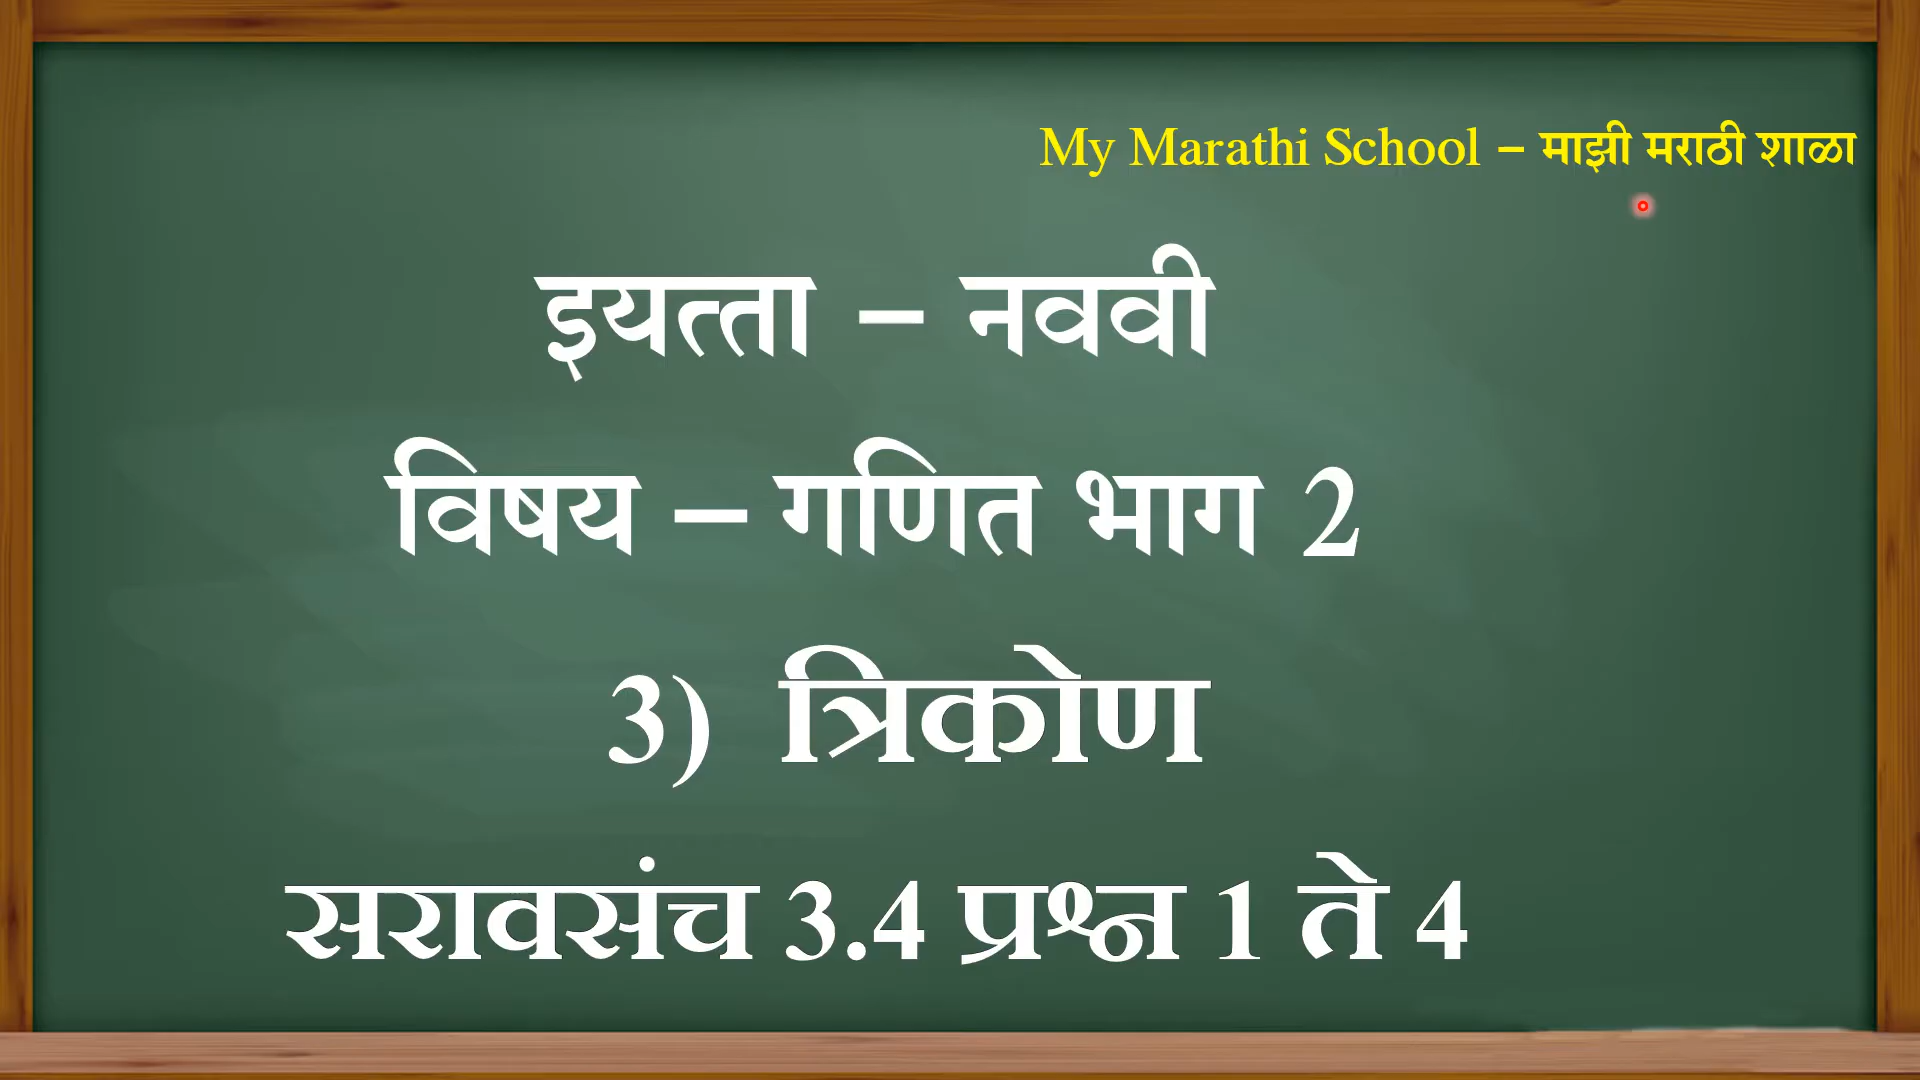 My Marathi School – माझी मराठी शाळा
इयत्ता – नववी
विषय – गणित भाग 2
3) त्रिकोण
सरावसंच 3.4 प्रश्न 1 ते 4